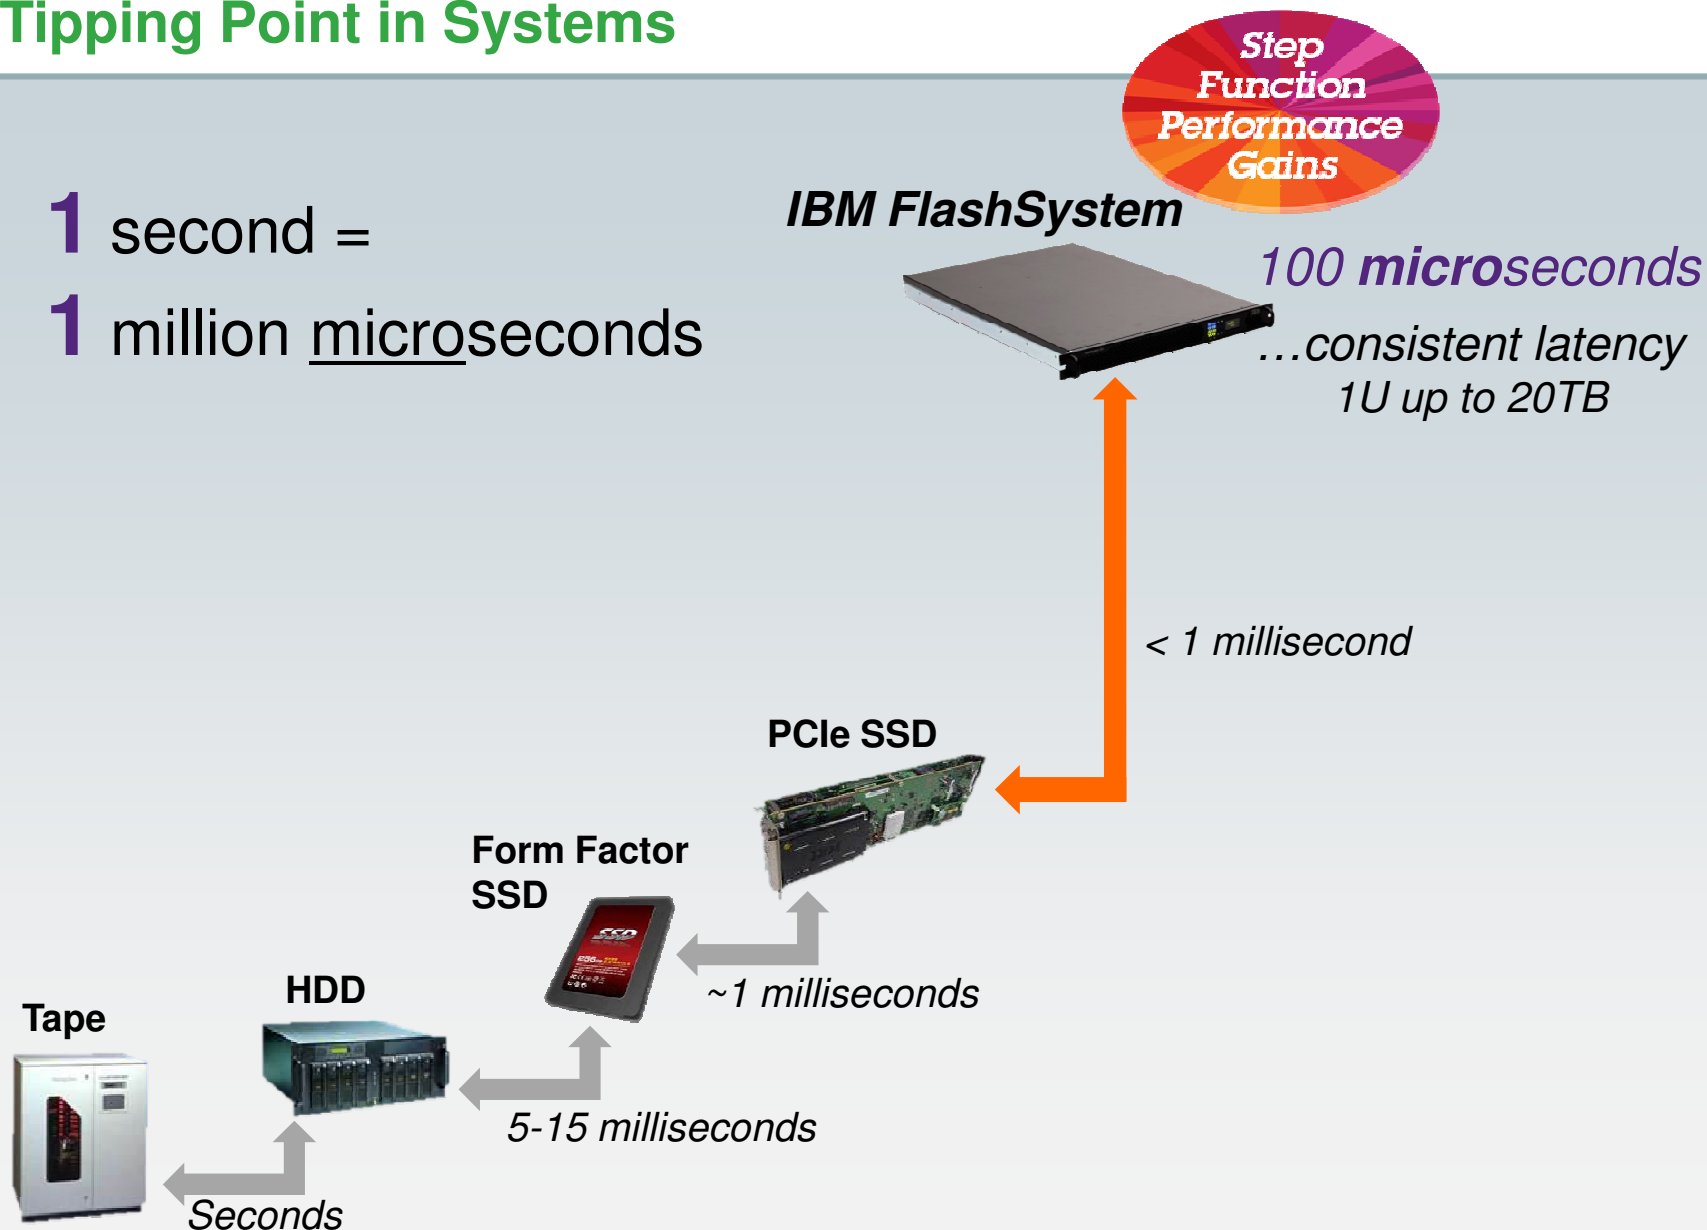 Tipping Point in Systems
Step
Function
Performance
Gains
1 second =
1 million microseconds
IBM FlashSystem
100 microseconds
…consistent latency
1U up to 20TB
< 1 millisecond
PCIe SSD
Form Factor
SSD
SSD
~1 milliseconds
HDD
5-15 milliseconds
Tape
Seconds